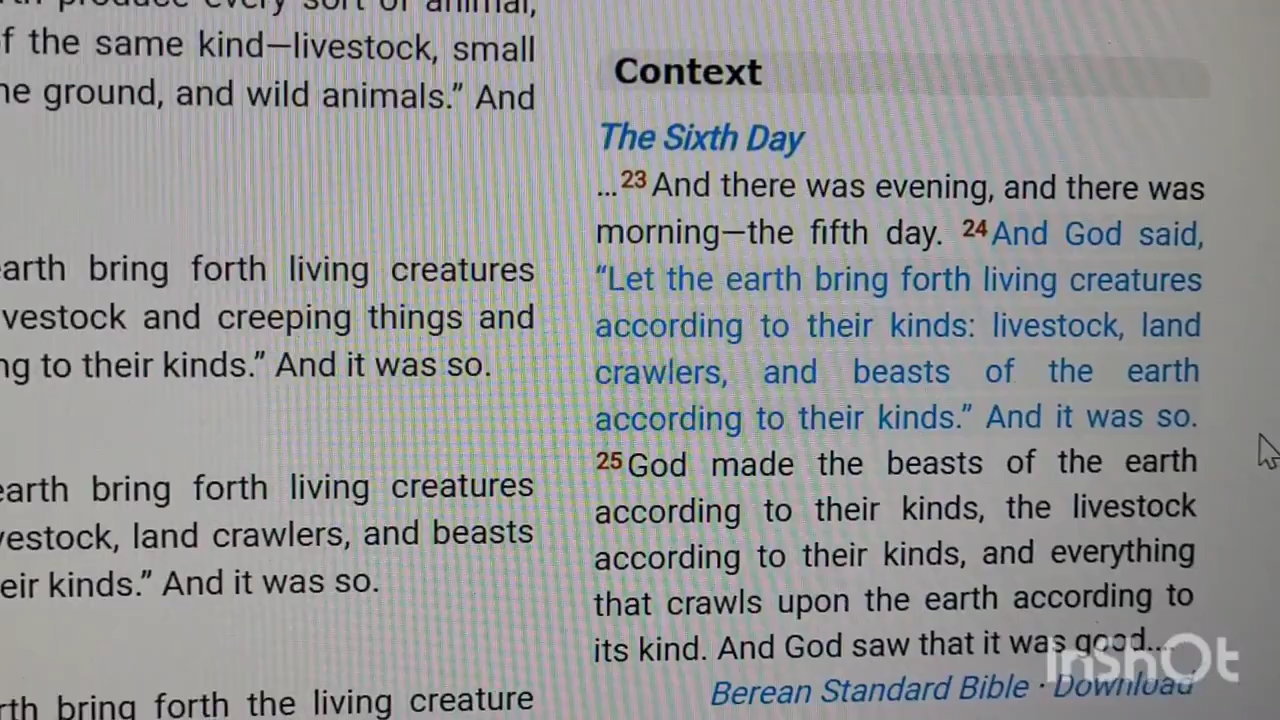 produce every sort of animal,
f the same kind—livestock, small
ne ground, and wild animals.” And
arth bring forth living creatures
vestock and creeping things and
ng to their kinds.” And it was so.
earth bring forth living creatures
vestock, land crawlers, and beasts
eir kinds.” And it was so.
rth bring forth the living creature
Context
The Sixth Day
…23 And there was evening, and there was
morning—the fifth day. 24 And God said,
“Let the earth bring forth living creatures
according to their kinds: livestock, land
crawlers, and beasts of the earth
according to their kinds.” And it was so.
25 God made the beasts of the earth
according to their kinds, the livestock
according to their kinds, and everything
that crawls upon the earth according to
its kind. And God saw that it was good.…
Berean Standard Bible · Download
InShOt